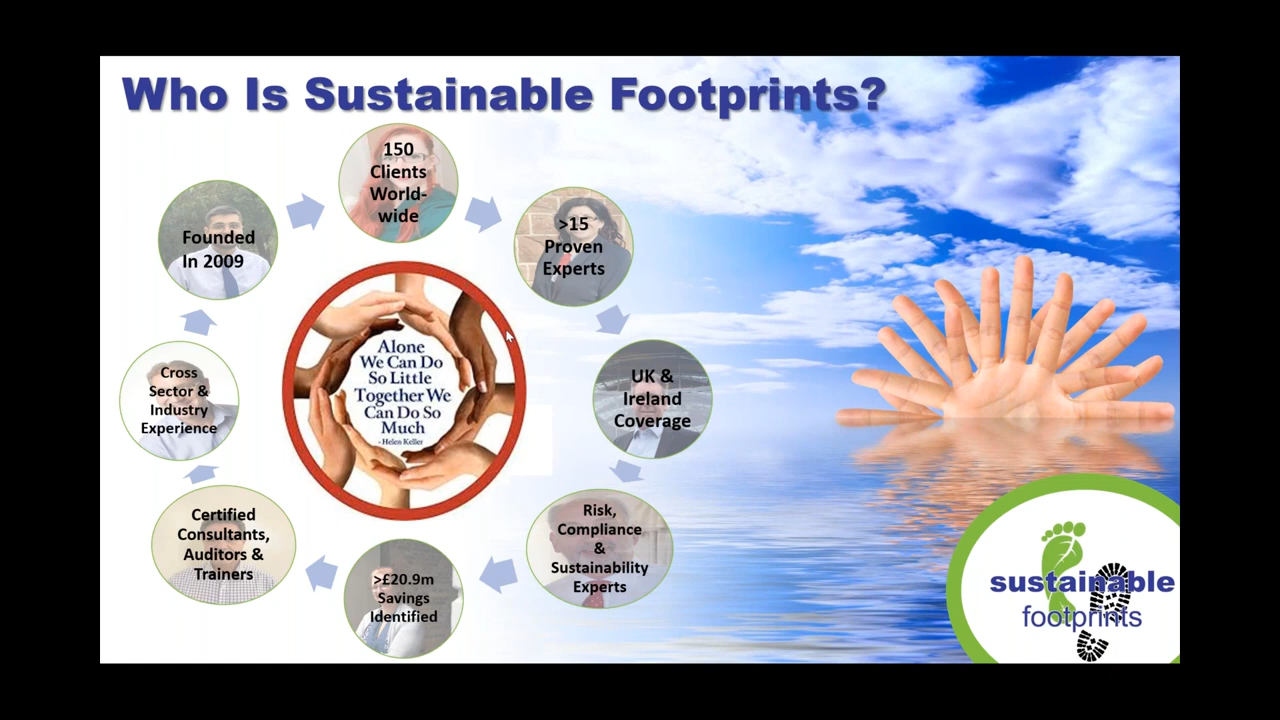 Who Is Sustainable Footprints?
150
Clients
World-
wide
>15
Proven
Experts
UK &
Ireland
Coverage
Risk,
Compliance
&
Sustainability
Experts
>£20.9m
Savings
Identified
Certified
Consultants,
Auditors &
Trainers
Cross
Sector &
Industry
Experience
Founded
In 2009
Alone
We Can Do
So Little
Together We
Can Do So
Much
- Helen Keller
sustainable
footprints